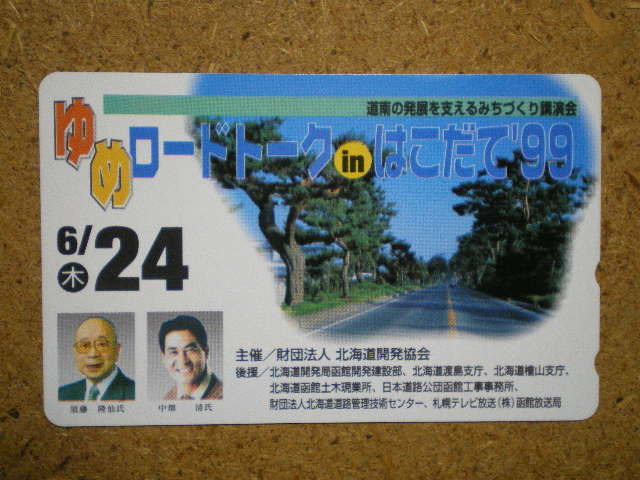 道南の発展を支えるみちづくり講演会
ゆめロードトークinはこだて'99
6/24
木
主催／財団法人 北海道開発協会
後援／北海道開発局函館開発建設部、北海道渡島支庁、北海道檜山支庁、
北海道函館土木現業所、日本道路公団函館工事事務所、
財団法人北海道道路管理技術センター、札幌テレビ放送(株)函館放送局
須藤 隆仙氏
中畑 清氏